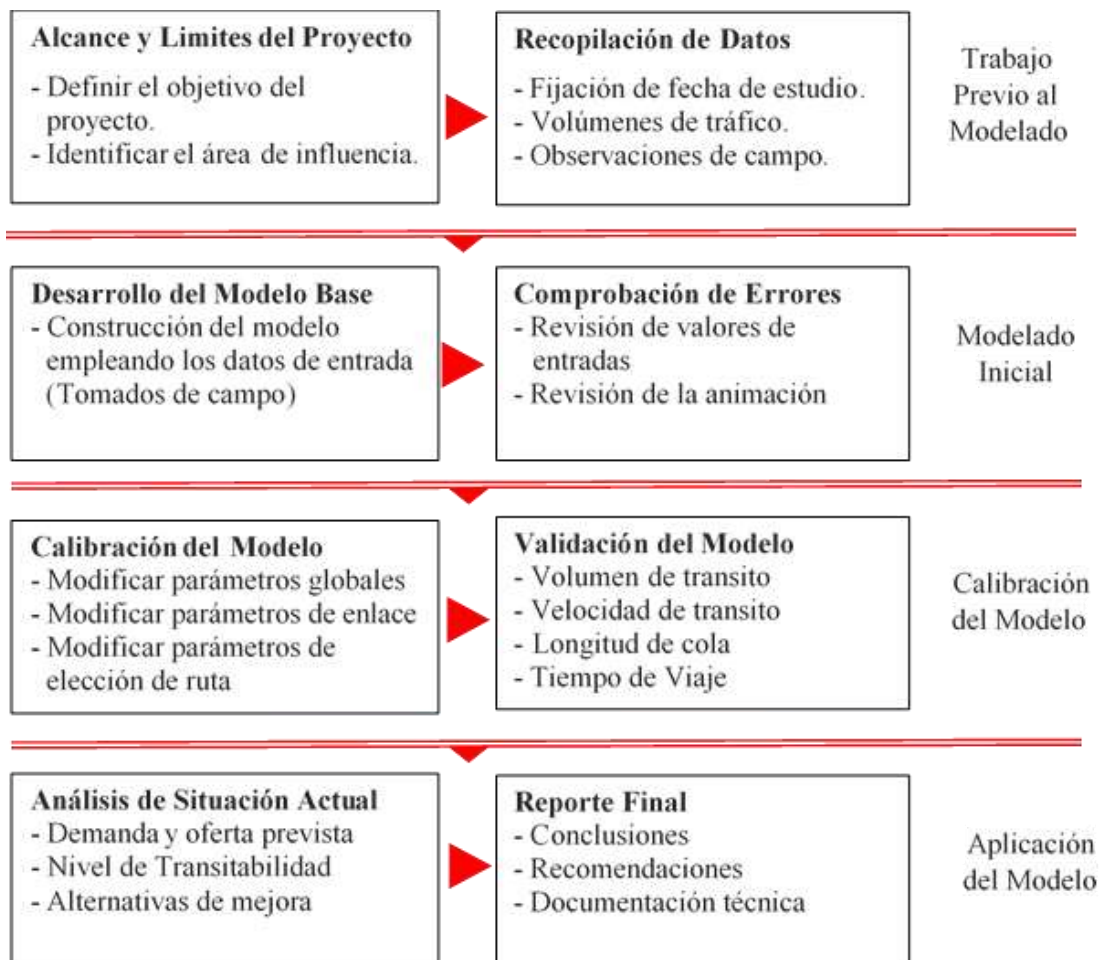 Alcance y Limites del Proyecto
- Definir el objetivo del
proyecto.
- Identificar el área de influencia.
Recopilación de Datos
- Fijación de fecha de estudio.
- Volúmenes de tráfico.
- Observaciones de campo.
Trabajo
Previo al
Modelado
Desarrollo del Modelo Base
- Construcción del modelo
empleando los datos de entrada
(Tomados de campo)
Comprobación de Errores
- Revisión de valores de
entradas
- Revisión de la animación
Modelado
Inicial
Calibración del Modelo
- Modificar parámetros globales
- Modificar parámetros de enlace
- Modificar parámetros de
elección de ruta
Validación del Modelo
- Volumen de transito
- Velocidad de transito
- Longitud de cola
- Tiempo de Viaje
Calibración
del Modelo
Análisis de Situación Actual
- Demanda y oferta prevista
- Nivel de Transitabilidad
- Alternativas de mejora
Reporte Final
- Conclusiones
- Recomendaciones
- Documentación técnica
Aplicación
del Modelo